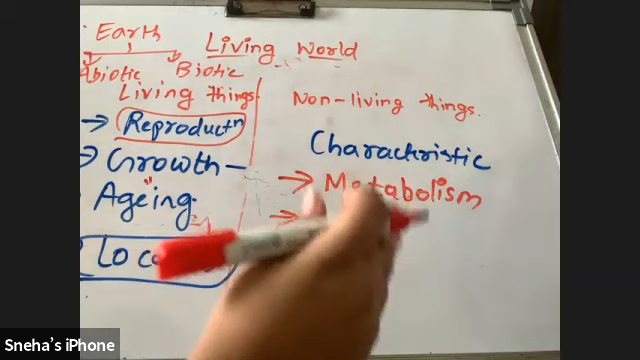 Earth
Living World
Abiotic Biotic
Living things
Non-living things.
→ Reproductn
Characteristic
→ Growth –
→ Metabolism
Ageing
→
Sneha's iPhone